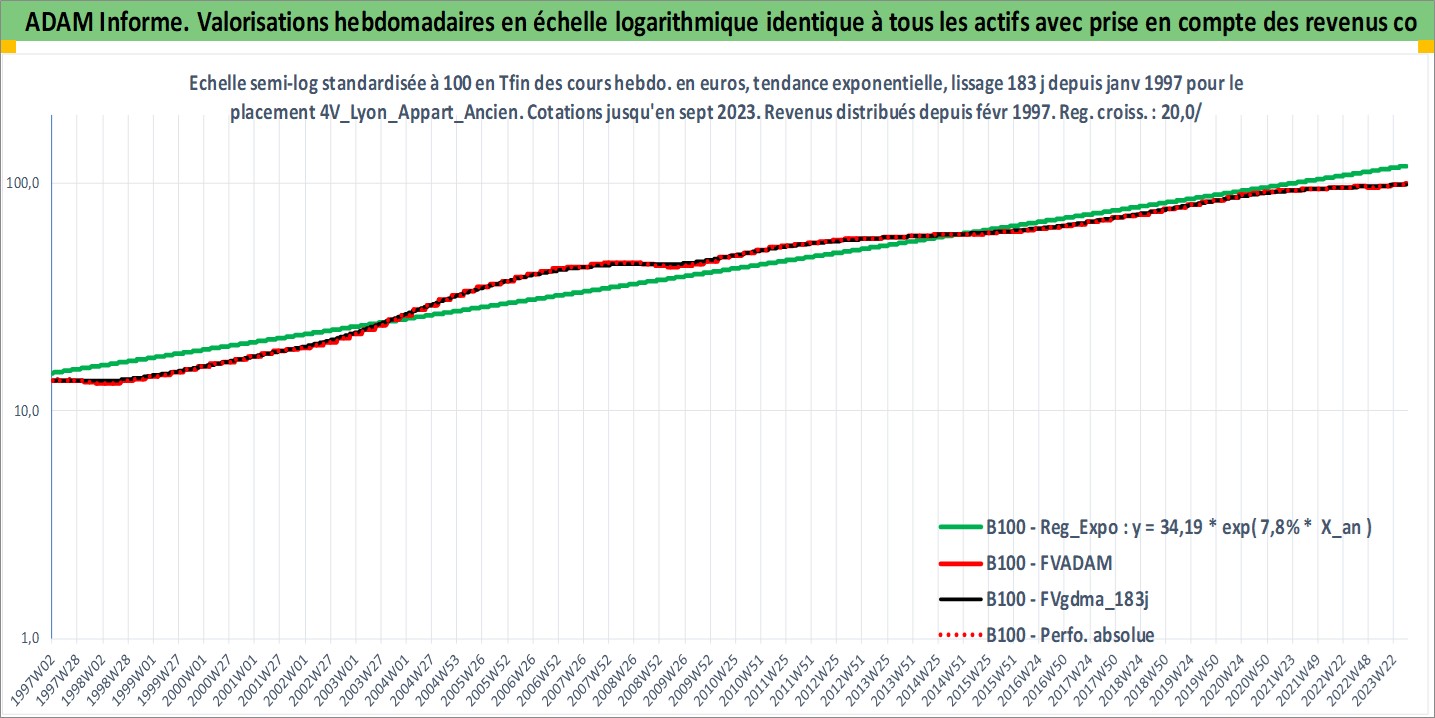 ADAM Informe. Valorisations hebdomadaires en échelle logarithmique identique à tous les actifs avec prise en compte des revenus co
Echelle semi-log standardisée à 100 en Tfin des cours hebdo. en euros, tendance exponentielle, lissage 183 j depuis janv 1997 pour le
placement 4V_Lyon_Appart_Ancien. Cotations jusqu'en sept 2023. Revenus distribués depuis févr 1997. Reg. croiss. : 20,0/
100,0
10,0
1,0
B100 - Reg_Expo : y = 34,19 * exp( 7,8% * X_an )
B100 - FVADAM
B100 - FVgdma_183j
B100 - Perfo. absolue
1997W02
1997W28
1998W02
1998W28
1999W01
1999W27
2000W01
2000W27
2001W01
2001W27
2002W01
2002W27
2003W01
2003W27
2004W01
2004W27
2004W53
2005W26
2005W52
2006W26
2006W52
2007W26
2007W52
2008W26
2008W52
2009W26
2009W52
2010W25
2010W51
2011W25
2011W51
2012W25
2012W51
2013W25
2013W51
2014W25
2014W51
2015W25
2015W51
2016W24
2016W50
2017W24
2017W50
2018W24
2018W50
2019W24
2019W50
2020W24
2020W50
2021W23
2021W49
2022W22
2022W48
2023W22